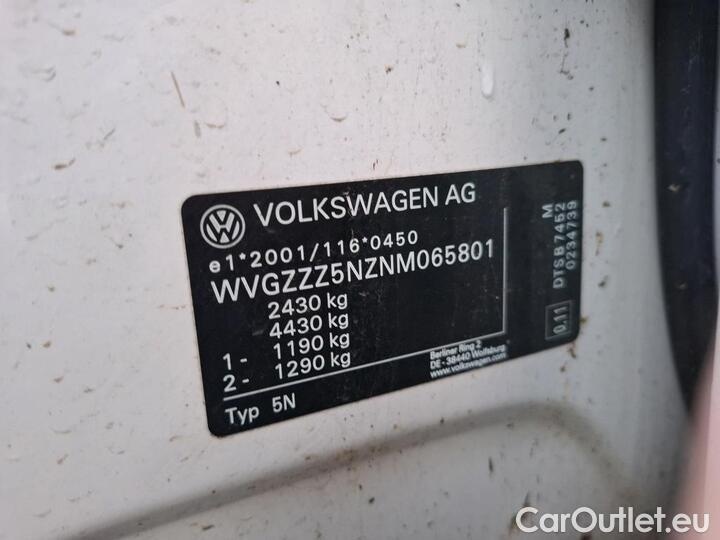 VOLKSWAGEN AG
e1*2001/116*0450
WVGZZZ5NZNM065801
2430 kg
4430 kg
1- 1190 kg
2- 1290 kg
Typ 5N
Berliner Ring 2
DE - 38440 Wolfsburg
www.volkswagen.com
0.11
DTSB7452 M
0234739
CarOutlet.eu